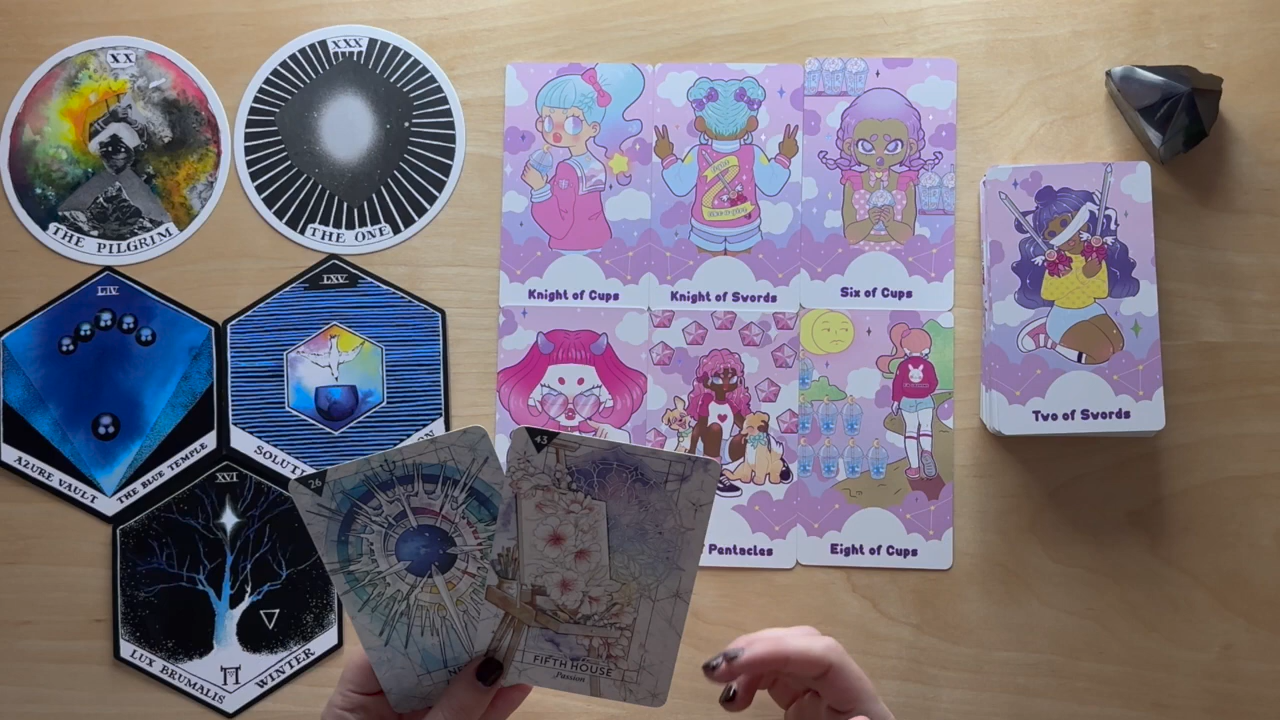 XX
THE PILGRIM
XXX
THE ONE
LIV
AZURE VAULT
THE BLUE TEMPLE
LXV
XVI
LUX BRUMALIS
WINTER
Knight of Cups
Knight of Swords
Six of Cups
Pentacles
Eight of Cups
Two of Swords
26
43
FIFTH HOUSE
Passion